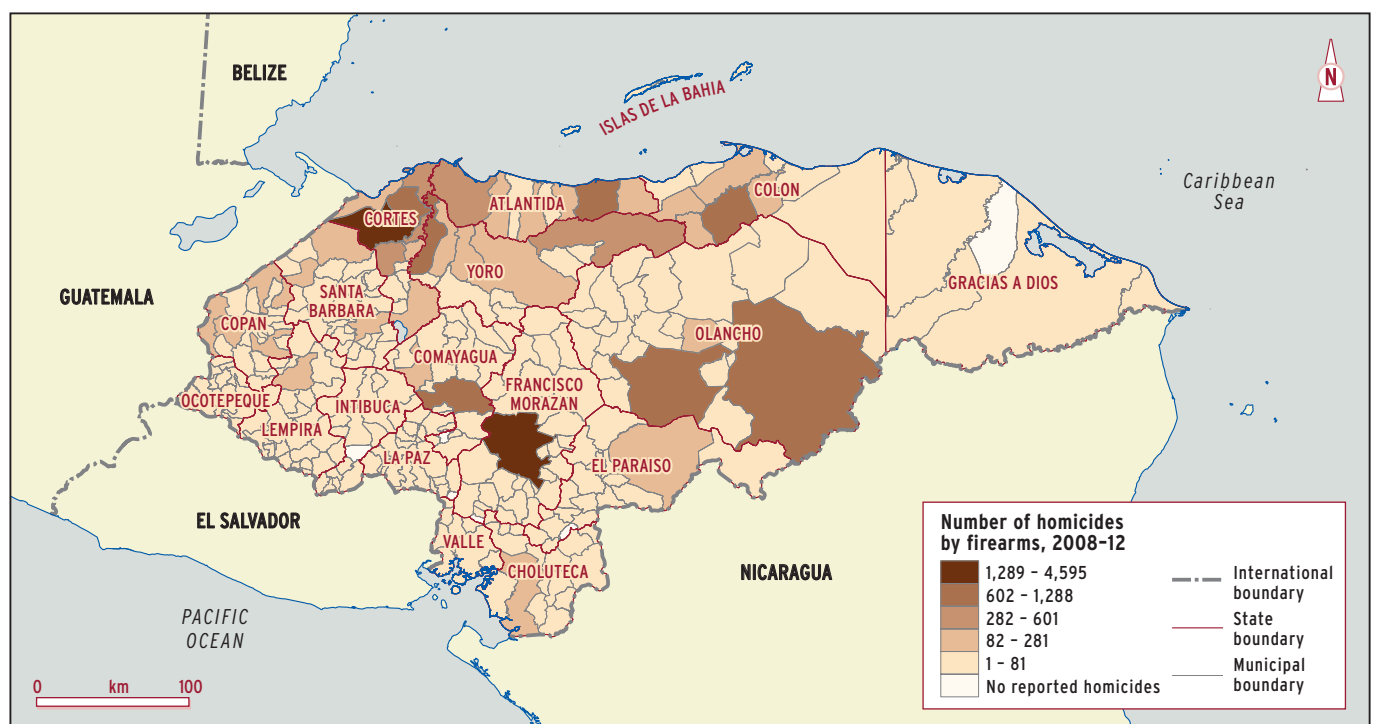 BELIZE
N
ISLAS DE LA BAHIA
Caribbean
Sea
COLON
ATLANTIDA
CORTES
YORO
GRACIAS A DIOS
GUATEMALA
SANTA
BARBARA
COPAN
OLANCHO
COMAYAGUA
FRANCISCO
MORAZAN
OCOTEPEQUE
INTIBUCA
LEMPIRA
LA PAZ
EL PARAISO
EL SALVADOR
VALLE
CHOLUTECA
NICARAGUA
PACIFIC
OCEAN
0 km 100
Number of homicides
by firearms, 2008–12
1,289 – 4,595
602 – 1,288
282 – 601
82 – 281
1 – 81
No reported homicides
International
boundary
State
boundary
Municipal
boundary